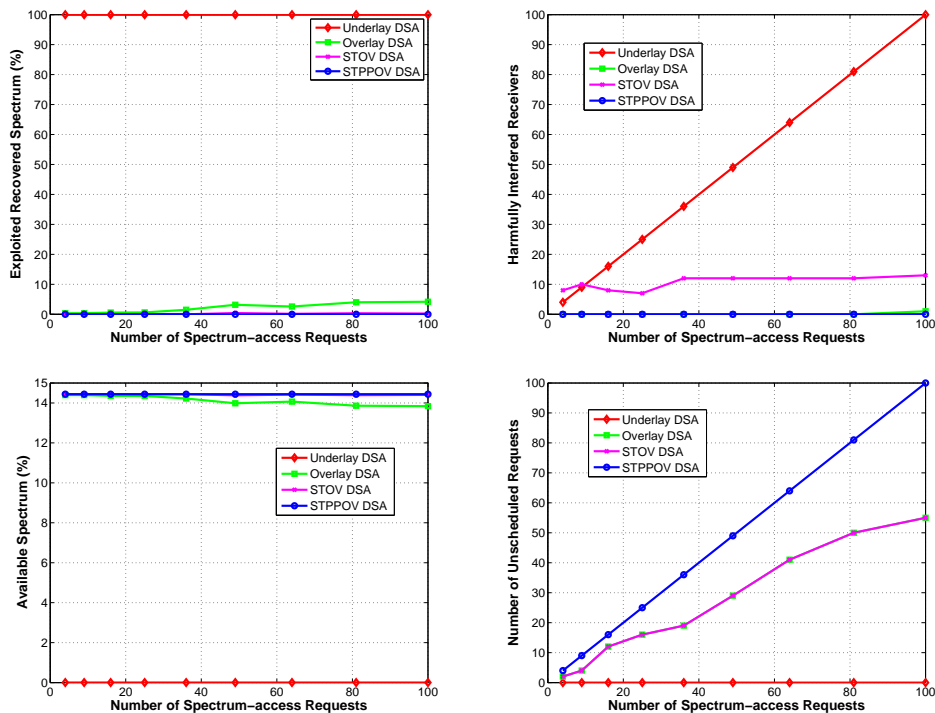 Exploited Recovered Spectrum (%)
100
90
80
70
60
50
40
30
20
10
0
0 20 40 60 80 100
Number of Spectrum-access Requests
Underlay DSA
Overlay DSA
STOV DSA
STPPOV DSA
Harmfully Interfered Receivers
100
90
80
70
60
50
40
30
20
10
0
0 20 40 60 80 100
Number of Spectrum-access Requests
Underlay DSA
Overlay DSA
STOV DSA
STPPOV DSA
Available Spectrum (%)
15
14
12
10
8
6
4
2
0
0 20 40 60 80 100
Number of Spectrum-access Requests
Underlay DSA
Overlay DSA
STOV DSA
STPPOV DSA
Number of Unscheduled Requests
100
90
80
70
60
50
40
30
20
10
0
0 20 40 60 80 100
Number of Spectrum-access Requests
Underlay DSA
Overlay DSA
STOV DSA
STPPOV DSA